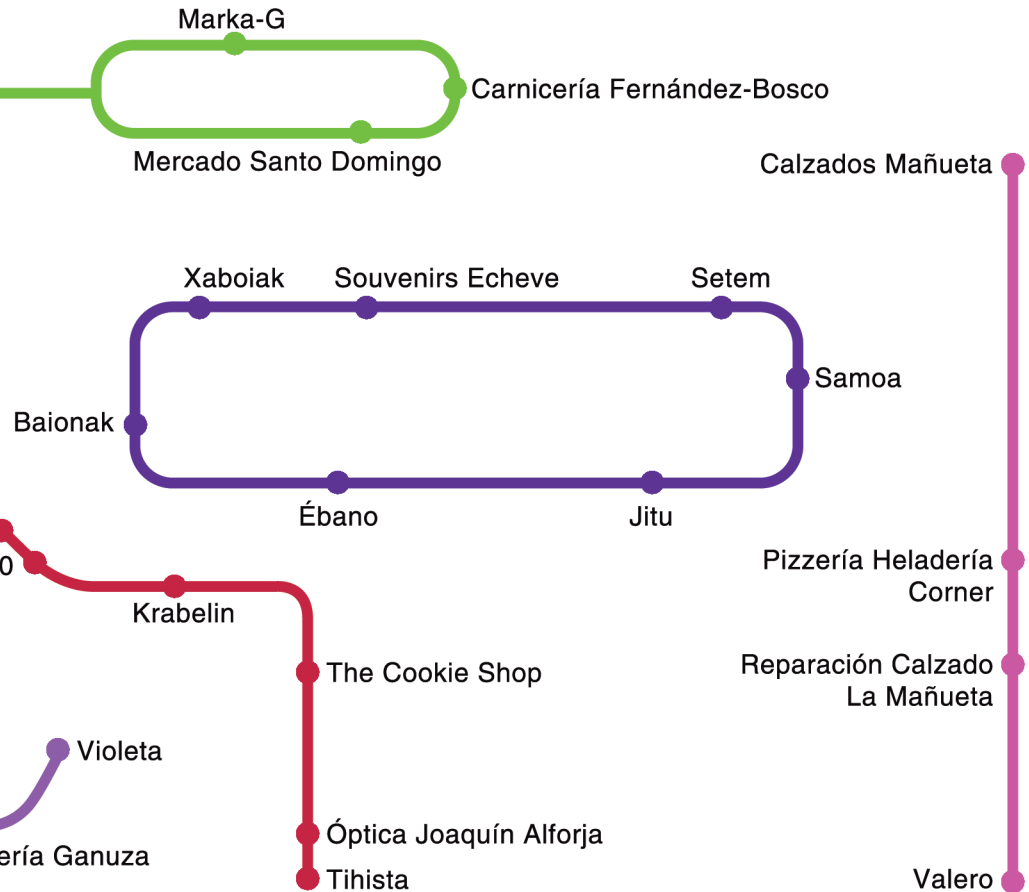 Marka-G
Carnicería Fernández-Bosco
Mercado Santo Domingo
Calzados Mañueta
Xaboiak
Souvenirs Echeve
Setem
Samoa
Baionak
Ébano
Jitu
0
Pizzería Heladería
Corner
Krabelin
The Cookie Shop
Reparación Calzado
La Mañueta
Violeta
Óptica Joaquín Alforja
ería Ganuza
Tihista
Valero